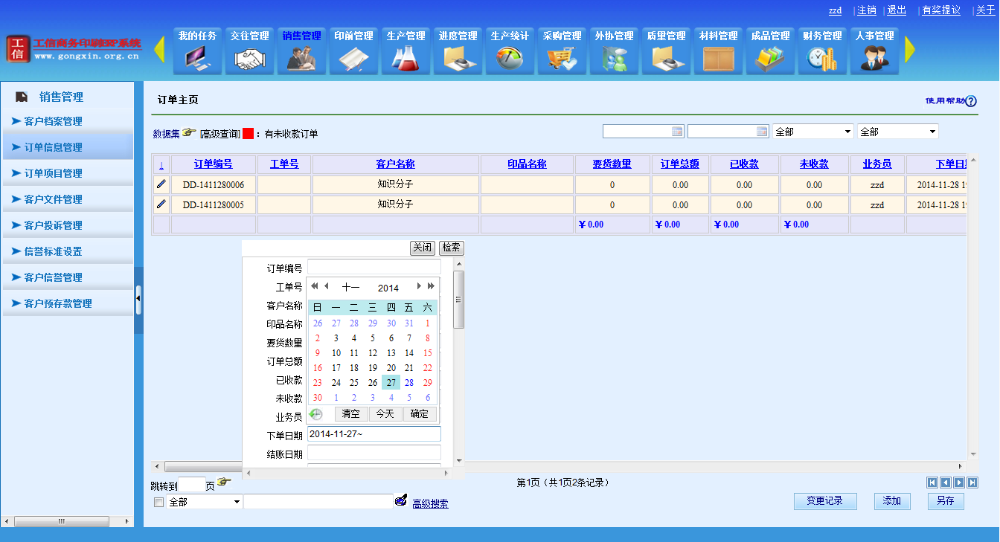 zzd |注销 |退出 |有奖提议 |关于
工信 工信商务印刷ERP系统
www.gongxin.org.cn
我的任务 交往管理 销售管理 印前管理 生产管理 进度管理 生产统计 采购管理 外协管理 质量管理 材料管理 成品管理 财务管理 人事管理
销售管理
客户档案管理
订单信息管理
订单项目管理
客户文件管理
客户投诉管理
信誉标准设置
客户信誉管理
客户预存款管理
订单主页 使用帮助?
数据集 [高级查询] ：有未收款订单 全部 全部
订单编号 工单号 客户名称 印品名称 要货数量 订单总额 已收款 未收款 业务员 下单日
DD-1411280006 知识分子 0 0.00 0.00 0.00 zzd 2014-11-28 1
DD-1411280005 知识分子 0 0.00 0.00 0.00 zzd 2014-11-28 1
¥ 0.00 ¥ 0.00 ¥ 0.00 ¥ 0.00
关闭 检索
订单编号
工单号
客户名称
印品名称
要货数量
订单总额
已收款
未收款
业务员
下单日期 2014-11-27~
结账日期
十一 2014
日 一 二 三 四 五 六
26 27 28 29 30 31 1
2 3 4 5 6 7 8
9 10 11 12 13 14 15
16 17 18 19 20 21 22
23 24 25 26 27 28 29
30 1 2 3 4 5 6
清空 今天 确定
跳转到 页 第1页（共1页2条记录）
全部 高级搜索 变更记录 添加 另存